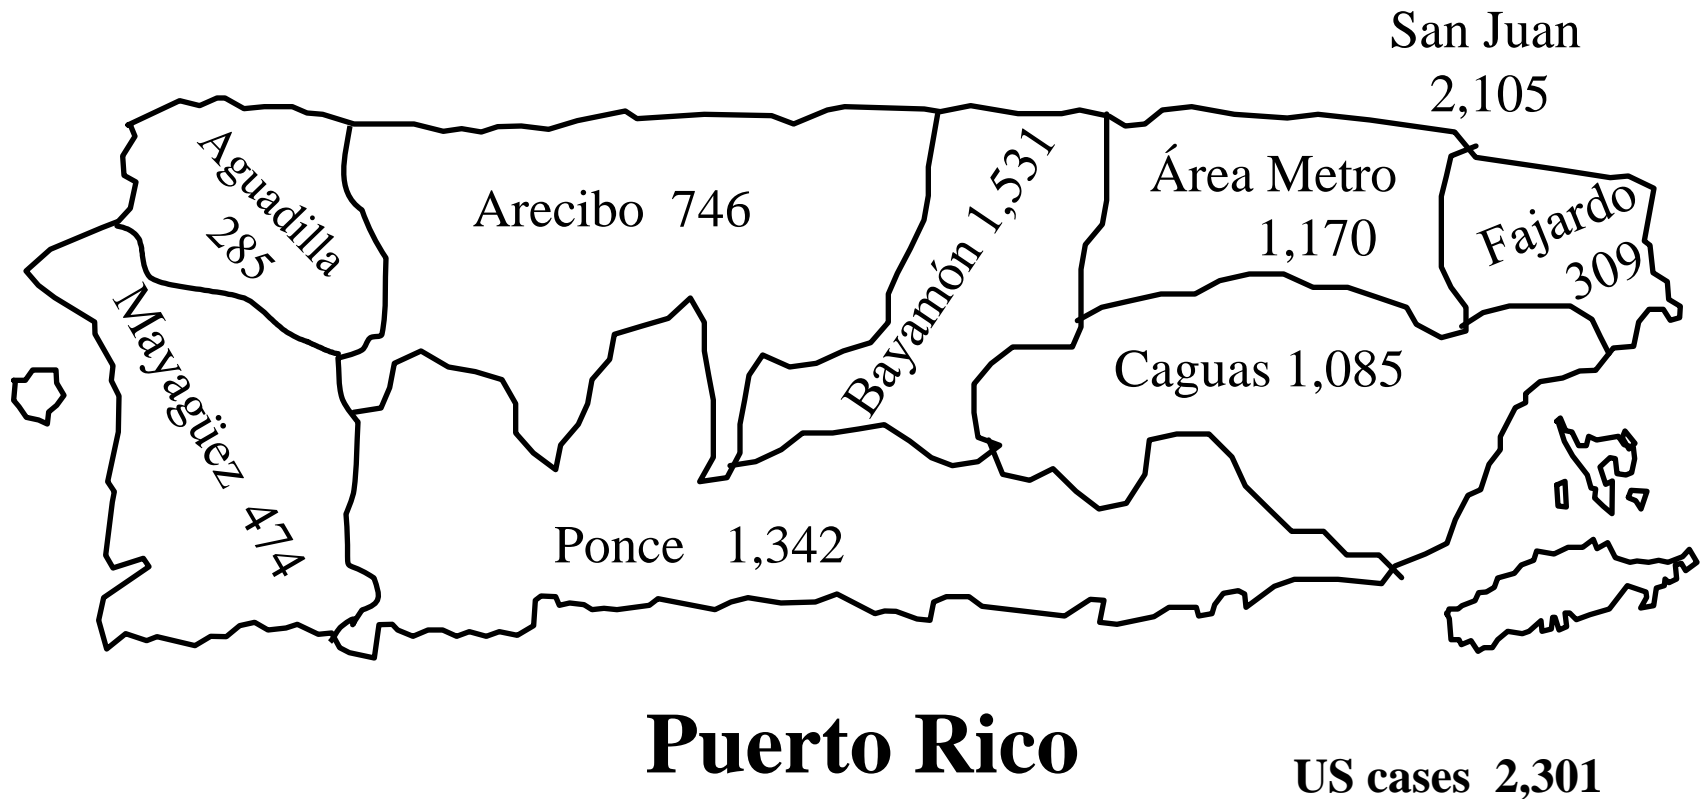 San Juan
2,105
Aguadilla
285
Arecibo 746
Bayamón 1,531
Área Metro
1,170
Fajardo
309
Mayagüez 474
Caguas 1,085
Ponce 1,342
Puerto Rico
US cases 2,301